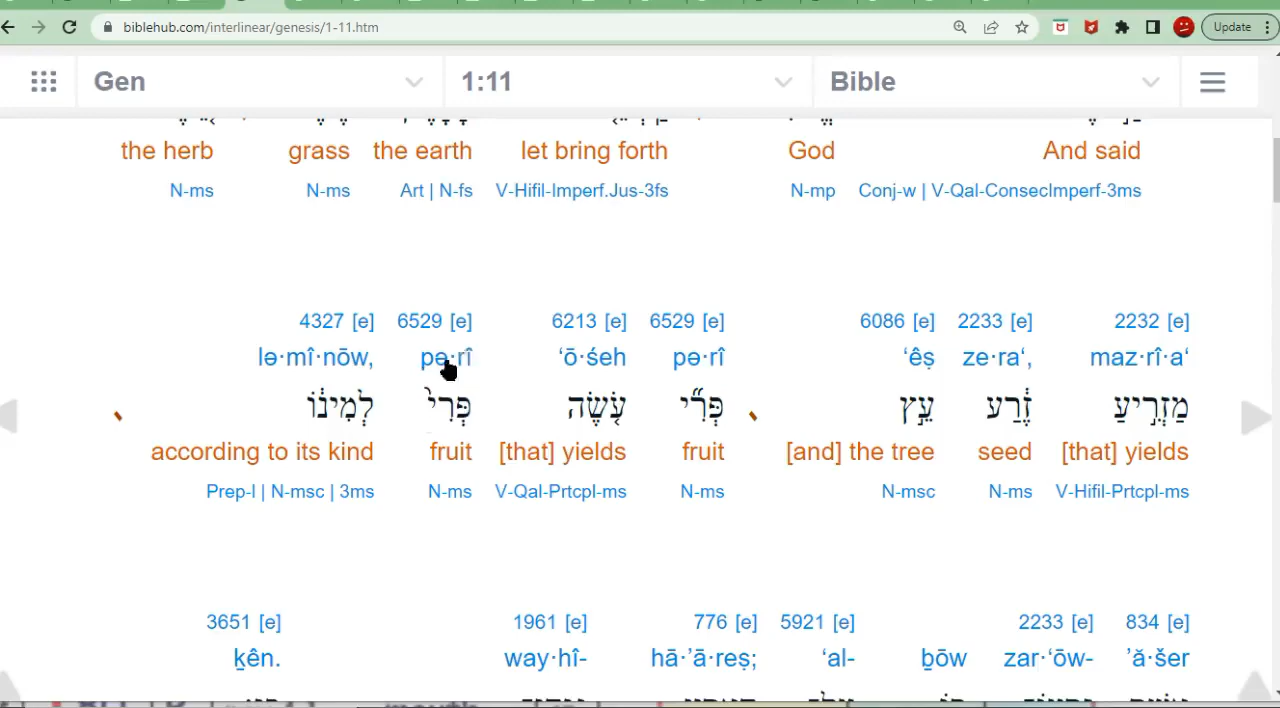 biblehub.com/interlinear/genesis/1-11.htm Update
Gen 1:11 Bible
the herb grass the earth let bring forth God And said
N-ms N-ms Art | N-fs V-Hifil-Imperf.Jus-3fs N-mp Conj-w | V-Qal-ConsecImperf-3ms
4327 [e] 6529 [e] 6213 [e] 6529 [e] 6086 [e] 2233 [e] 2232 [e]
lə·mî·nōw, pə·rî ‘ō·śeh pə·rî ‘êṣ ze·ra‘, maz·rî·a‘
מַזְרִ֣יעַ זֶ֔רַע עֵ֣ץ פְּרִ֞י עֹ֤שֶׂה פְּרִי֙ לְמִינ֔וֹ
according to its kind fruit [that] yields fruit [and] the tree seed [that] yields
Prep-l | N-msc | 3ms N-ms V-Qal-Prtcpl-ms N-ms N-msc N-ms V-Hifil-Prtcpl-ms
3651 [e] 1961 [e] 776 [e] 5921 [e] 2233 [e] 834 [e]
ḵên. way·hî- hā·’ā·reṣ; ‘al- ḇōw zar·‘ōw- ’ă·šer